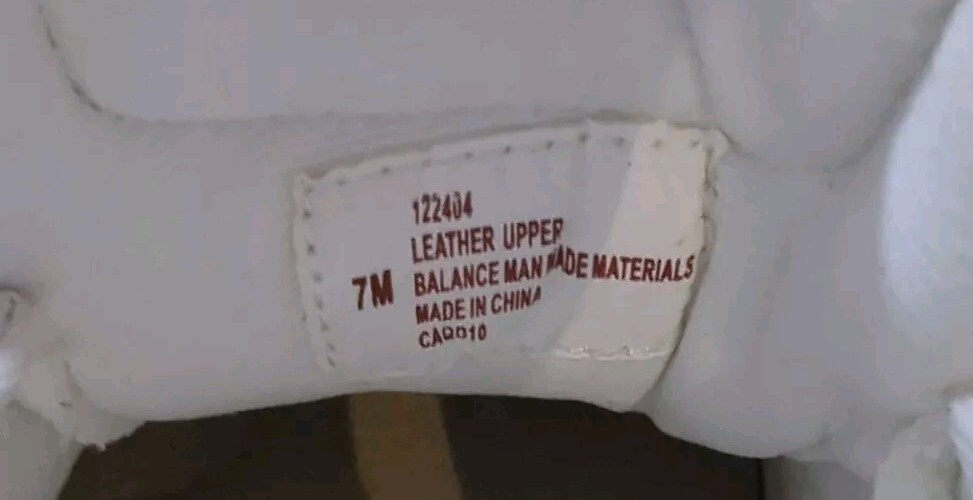 122404
LEATHER UPPER
7M BALANCE MAN MADE MATERIALS
MADE IN CHINA